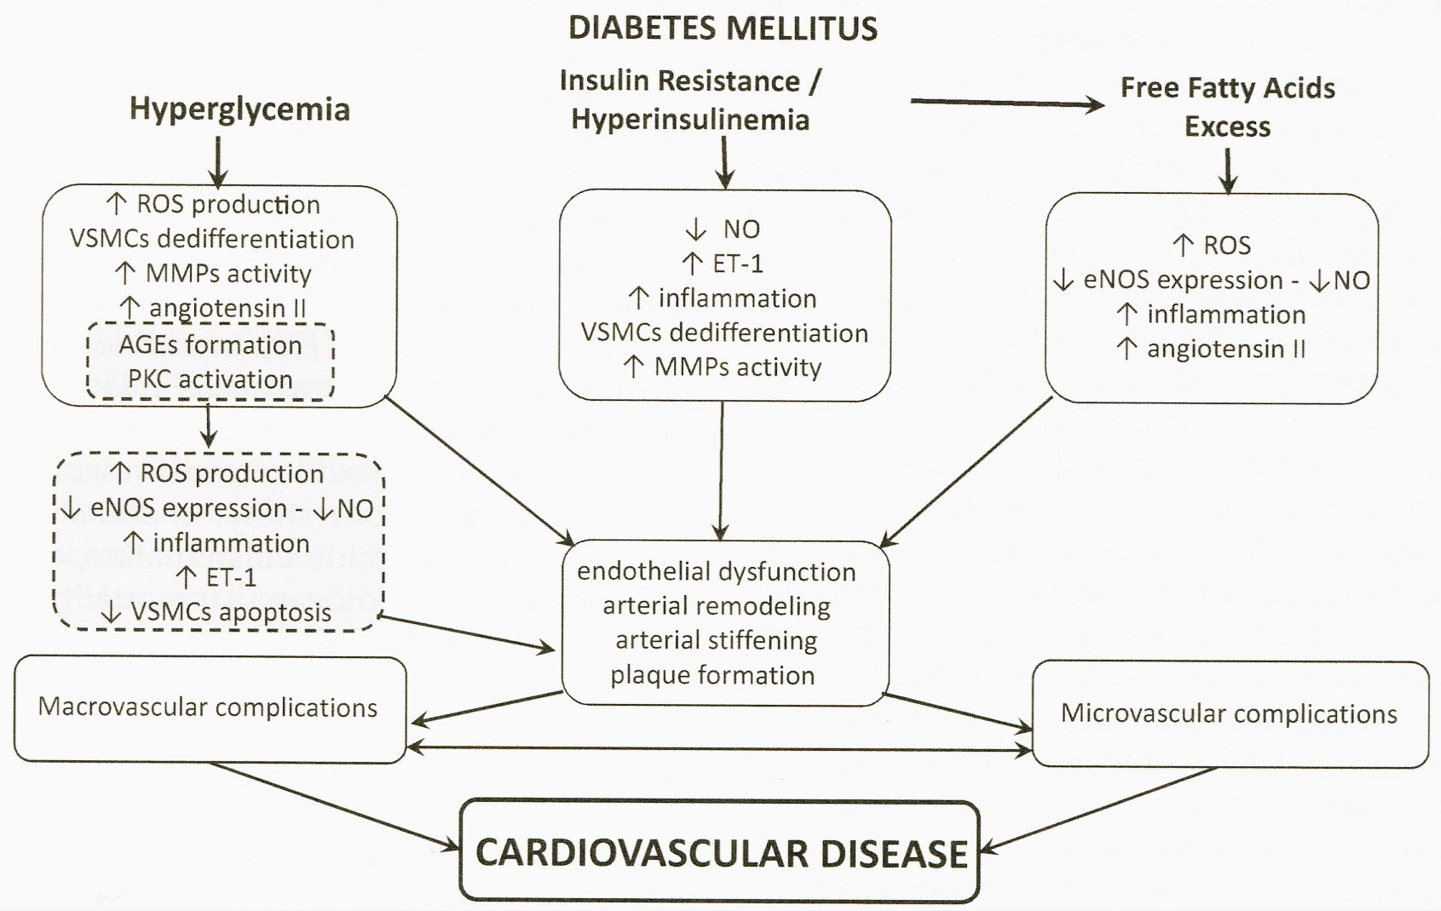 DIABETES MELLITUS
Hyperglycemia
Insulin Resistance /
Hyperinsulinemia
Free Fatty Acids
Excess
↑ ROS production
VSMCs dedifferentiation
↑ MMPs activity
↑ angiotensin II
AGEs formation
PKC activation
↓ NO
↑ ET-1
↑ inflammation
VSMCs dedifferentiation
↑ MMPs activity
↑ ROS
↓ eNOS expression - ↓NO
↑ inflammation
↑ angiotensin II
↑ ROS production
↓ eNOS expression - ↓NO
↑ inflammation
↑ ET-1
↓ VSMCs apoptosis
endothelial dysfunction
arterial remodeling
arterial stiffening
plaque formation
Macrovascular complications
Microvascular complications
CARDIOVASCULAR DISEASE